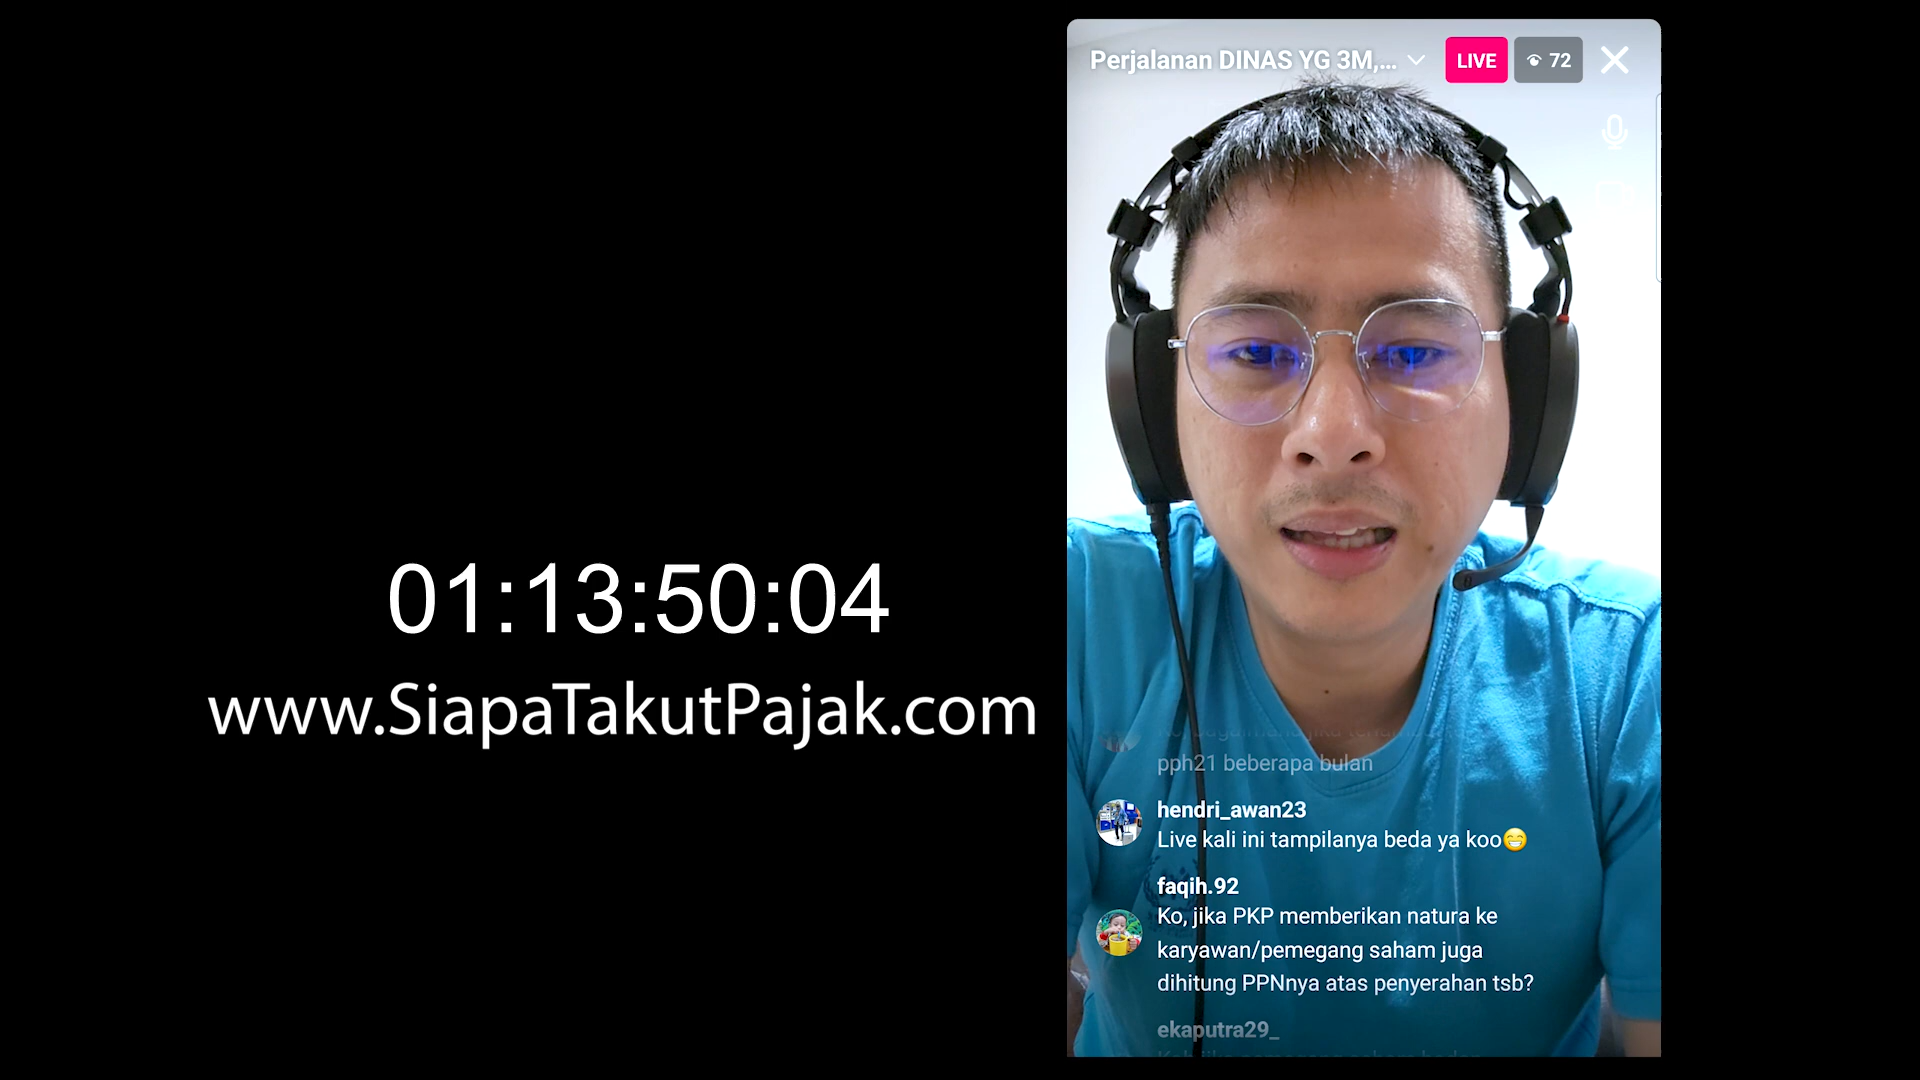 Perjalanan DINAS YG 3M,...
LIVE
72
01:13:50:04
www.SiapaTakutPajak.com
pph21 beberapa bulan
hendri_awan23
Live kali ini tampilanya beda ya koo😁
faqih.92
Ko, jika PKP memberikan natura ke
karyawan/pemegang saham juga
dihitung PPNnya atas penyerahan tsb?
ekaputra29_